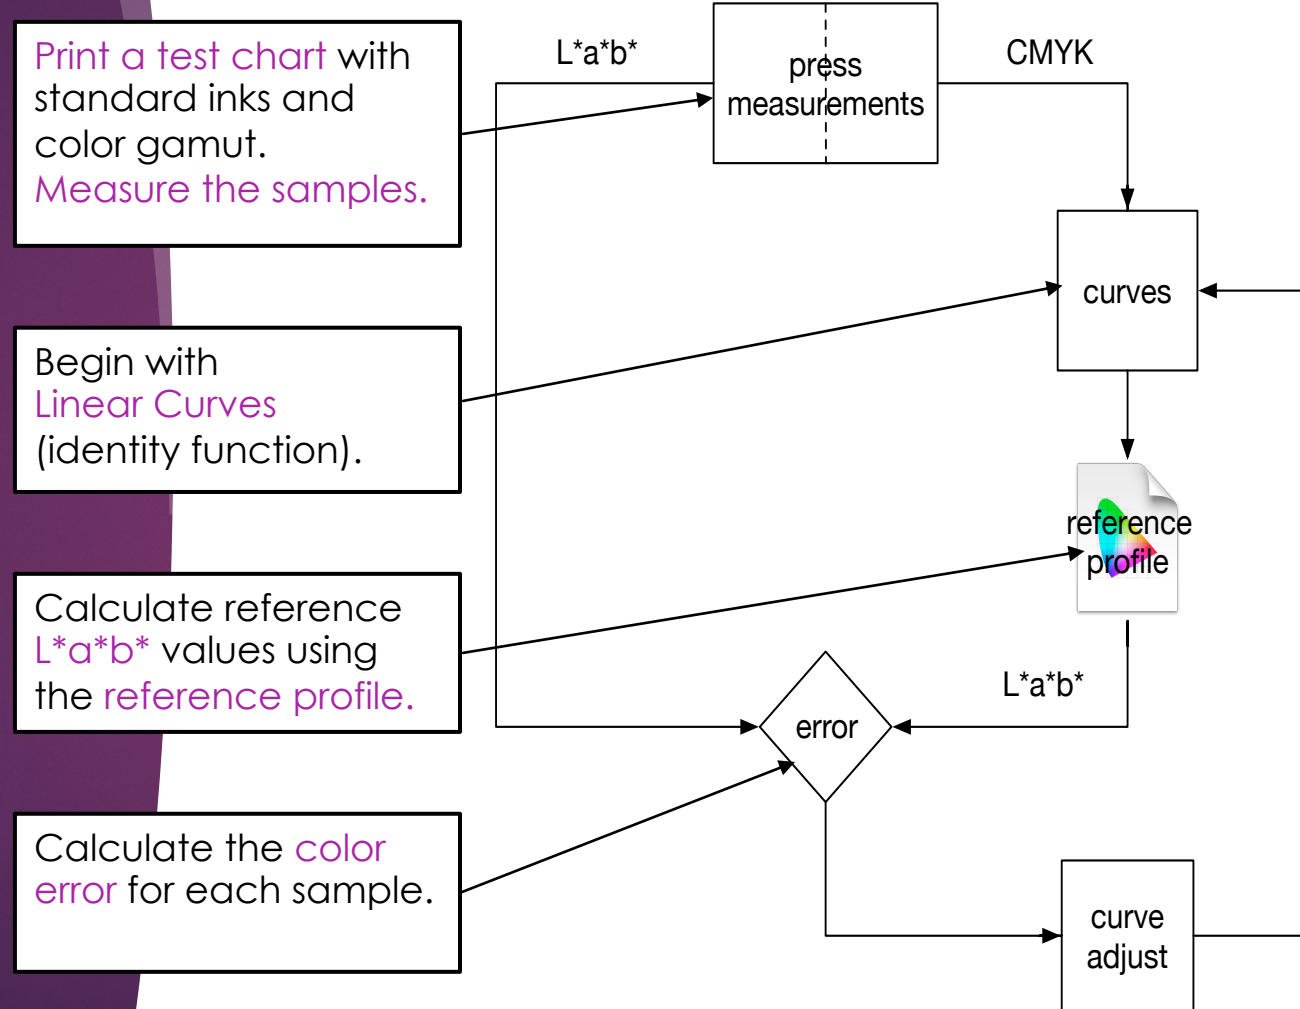 Print a test chart with
standard inks and
color gamut.
Measure the samples.
Begin with
Linear Curves
(identity function).
Calculate reference
L*a*b* values using
the reference profile.
Calculate the color
error for each sample.
L*a*b*
press
measurements
CMYK
curves
reference
profile
L*a*b*
error
curve
adjust